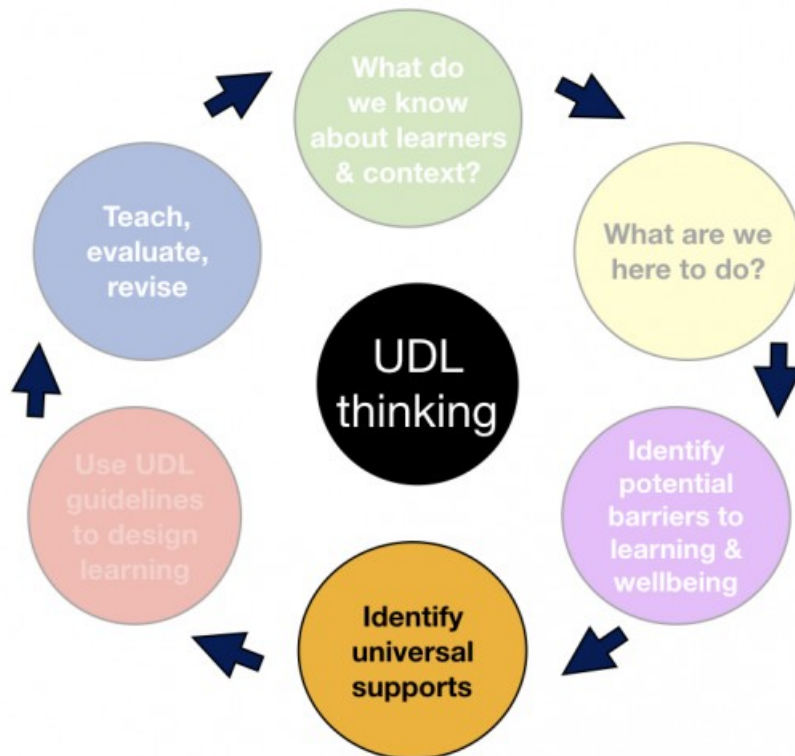 What do
we know
about learners
& context?
What are we
here to do?
Identify
potential
barriers to
learning &
wellbeing
Identify
universal
supports
Use UDL
guidelines
to design
learning
Teach,
evaluate,
revise
UDL
thinking